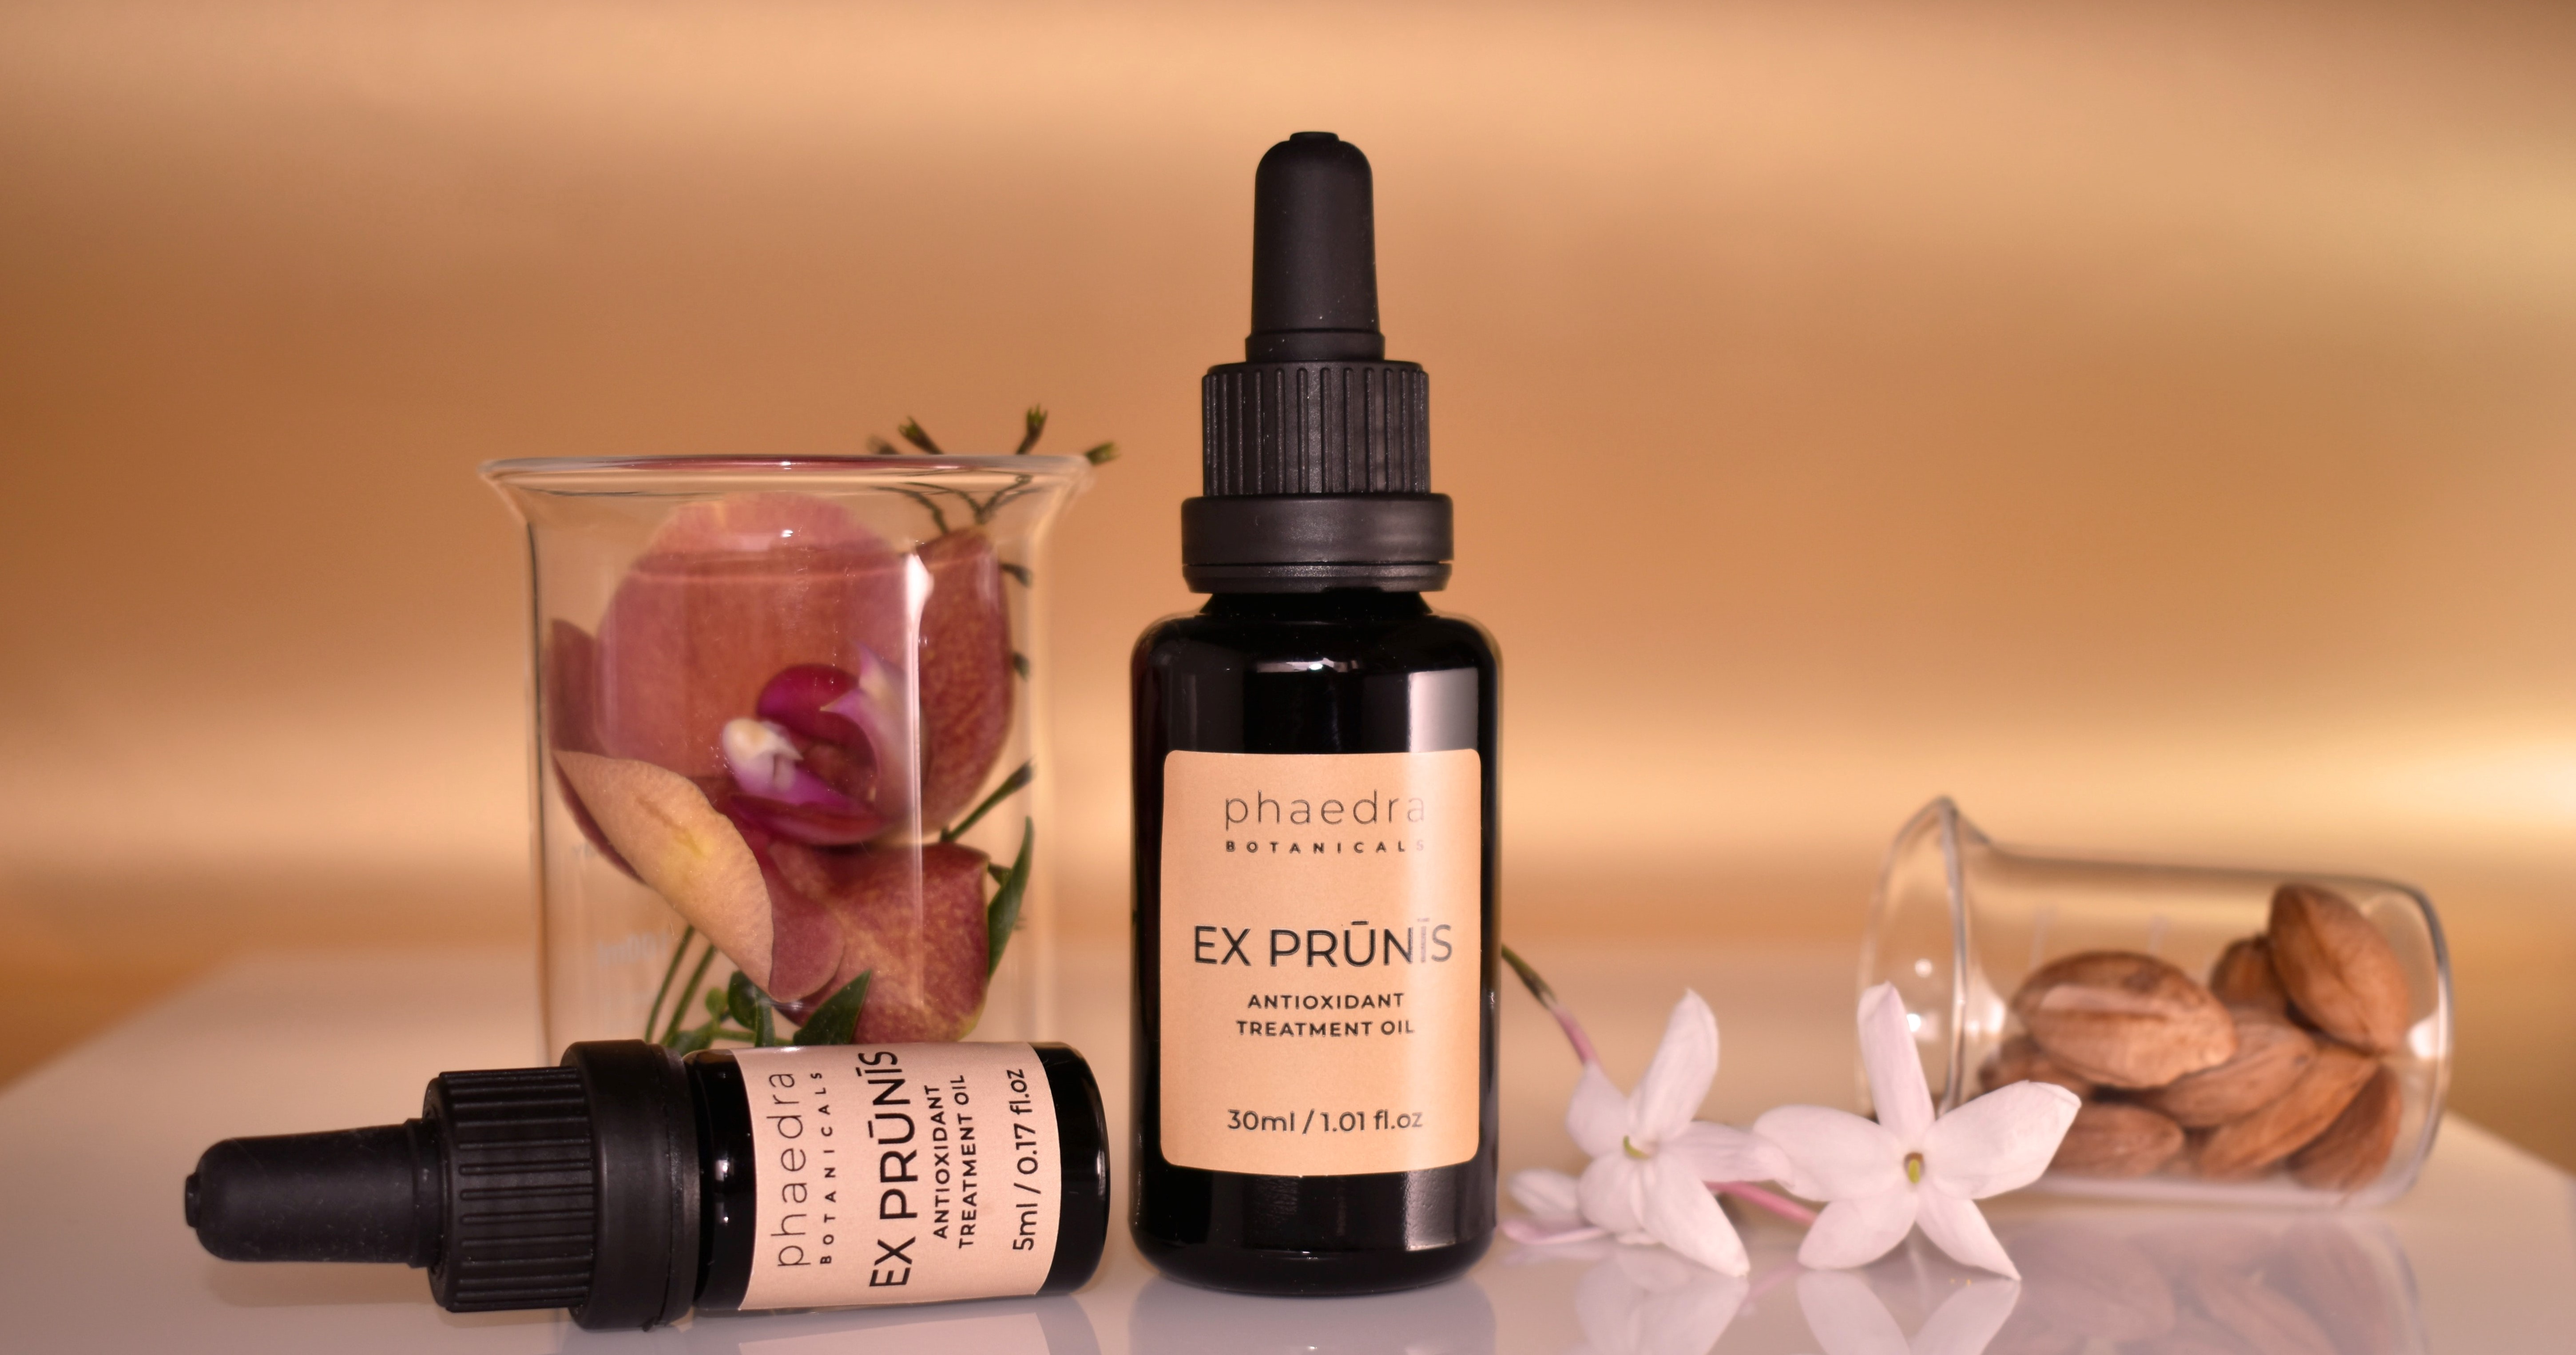 phaedra
BOTANICALS
EX PRŪNĪS
ANTIOXIDANT
TREATMENT OIL
30ml / 1.01 fl.oz
phaedra
BOTANICALS
EX PRŪNĪS
ANTIOXIDANT
TREATMENT OIL
5ml / 0.17 fl.oz